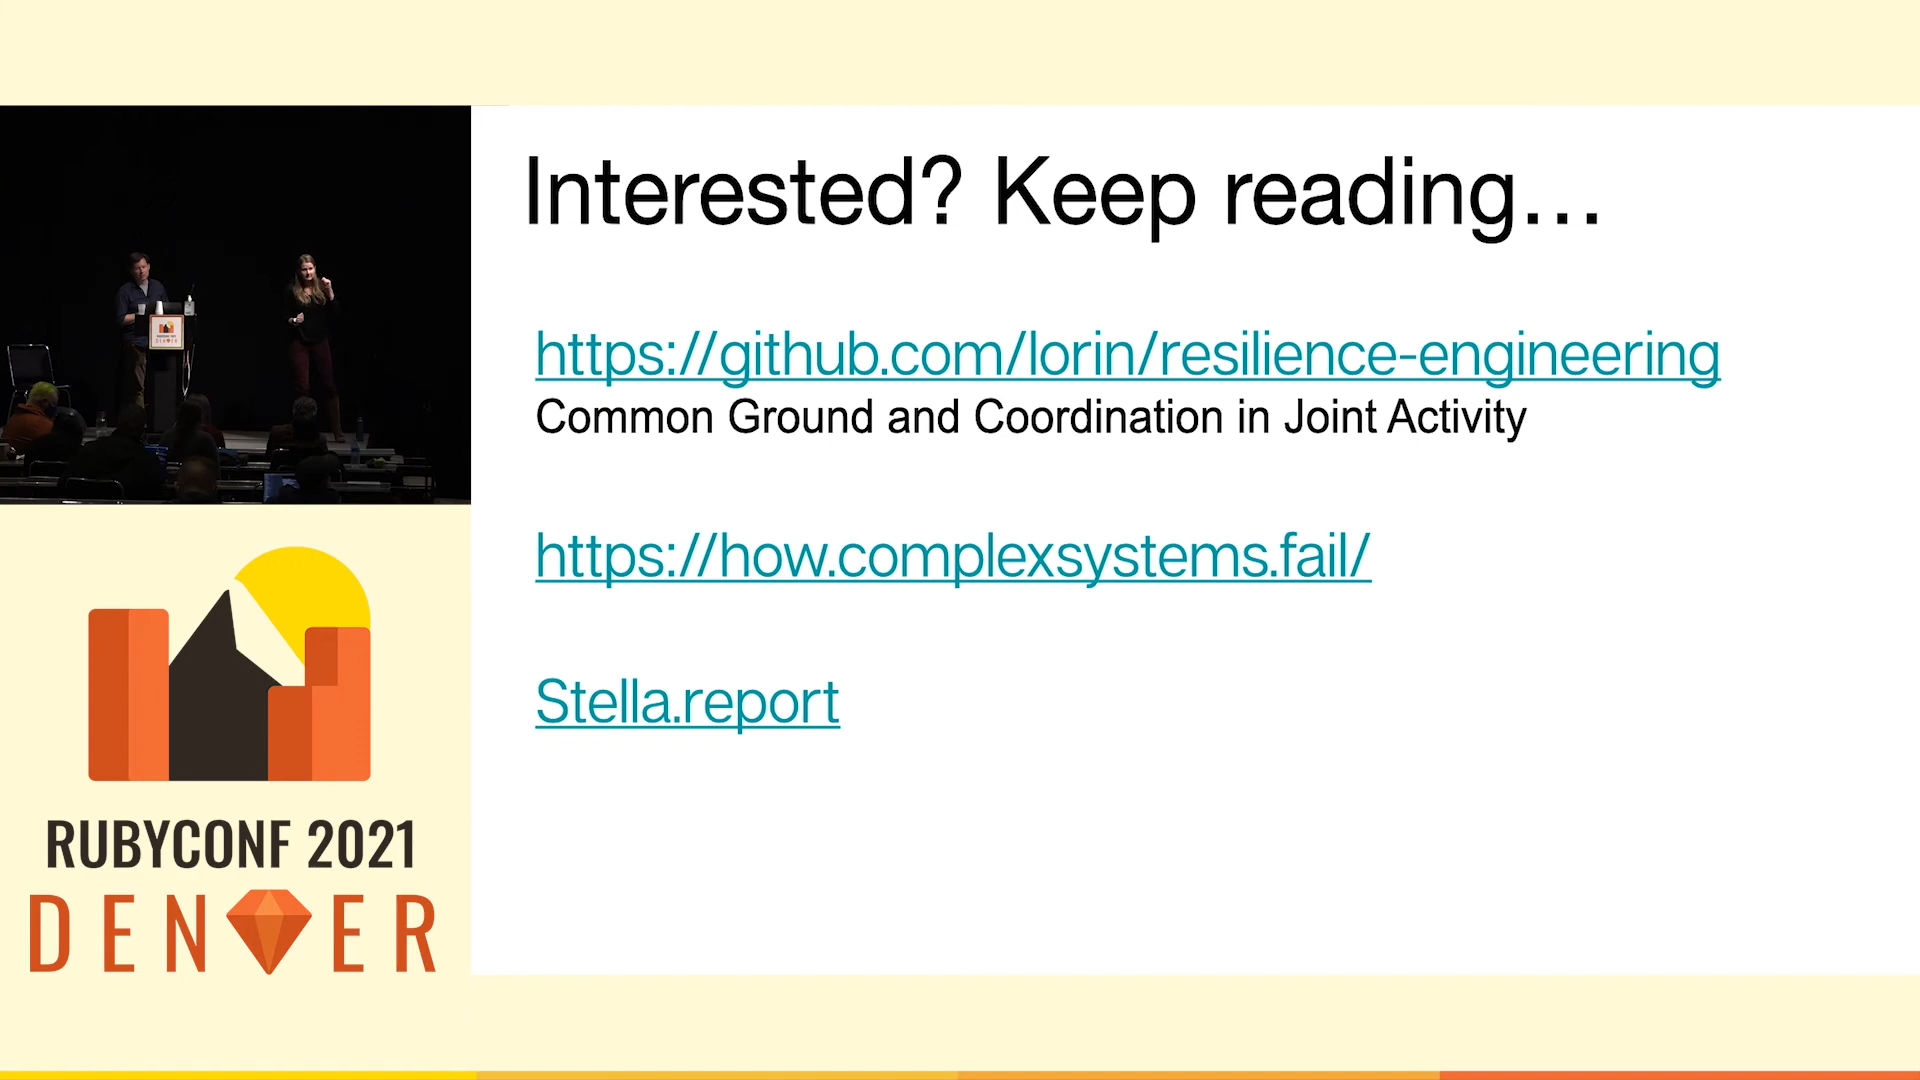 Interested? Keep reading…
https://github.com/lorin/resilience-engineering
Common Ground and Coordination in Joint Activity
https://how.complexsystems.fail/
Stella.report
RUBYCONF 2021
DENVER